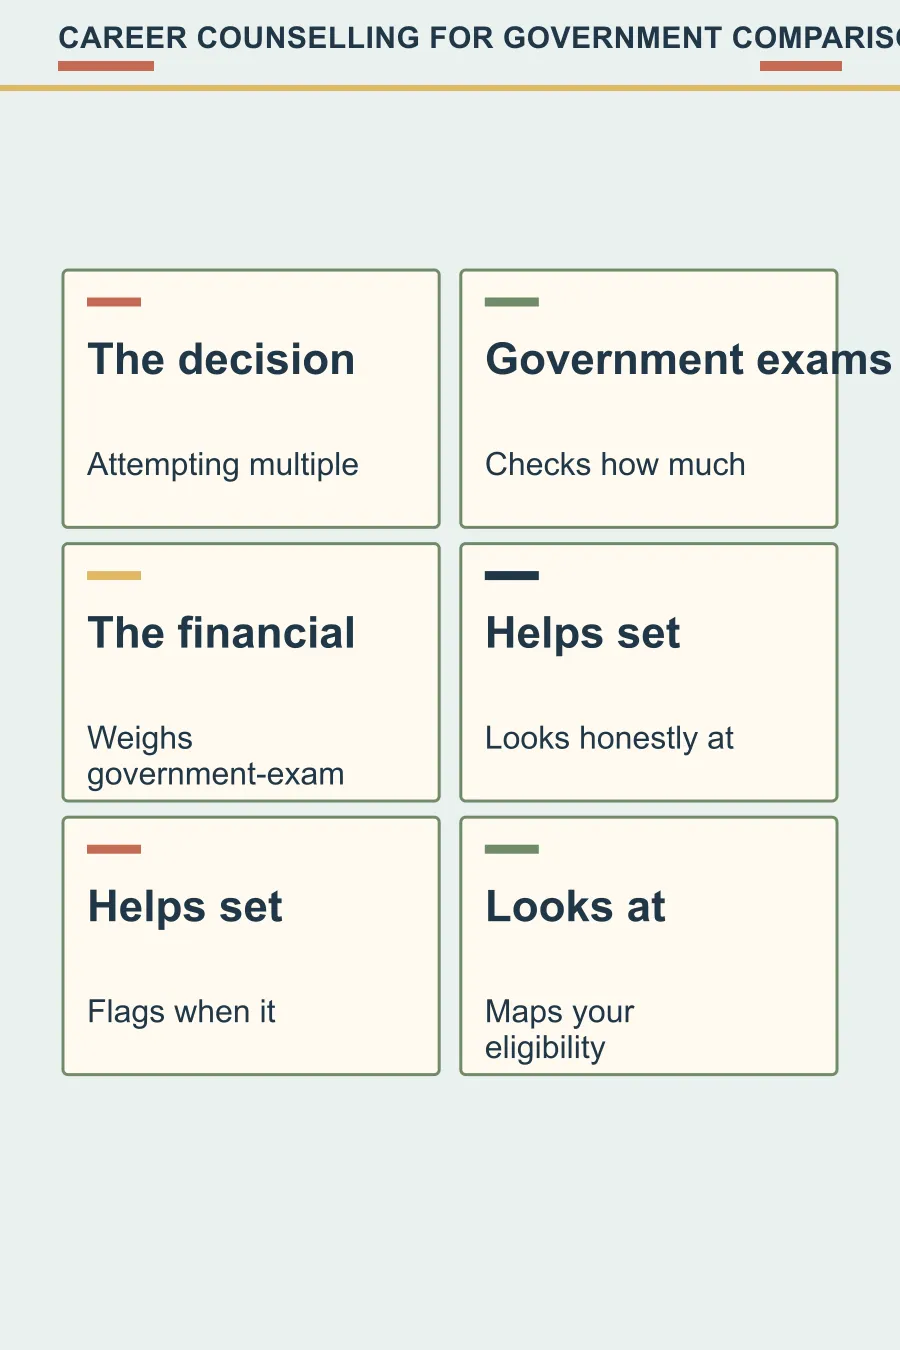 CAREER COUNSELLING FOR GOVERNMENT COMPARISO
The decision
Attempting multiple
Government exams
Checks how much
The financial
Weighs
government-exam
Helps set
Looks honestly at
Helps set
Flags when it
Looks at
Maps your
eligibility